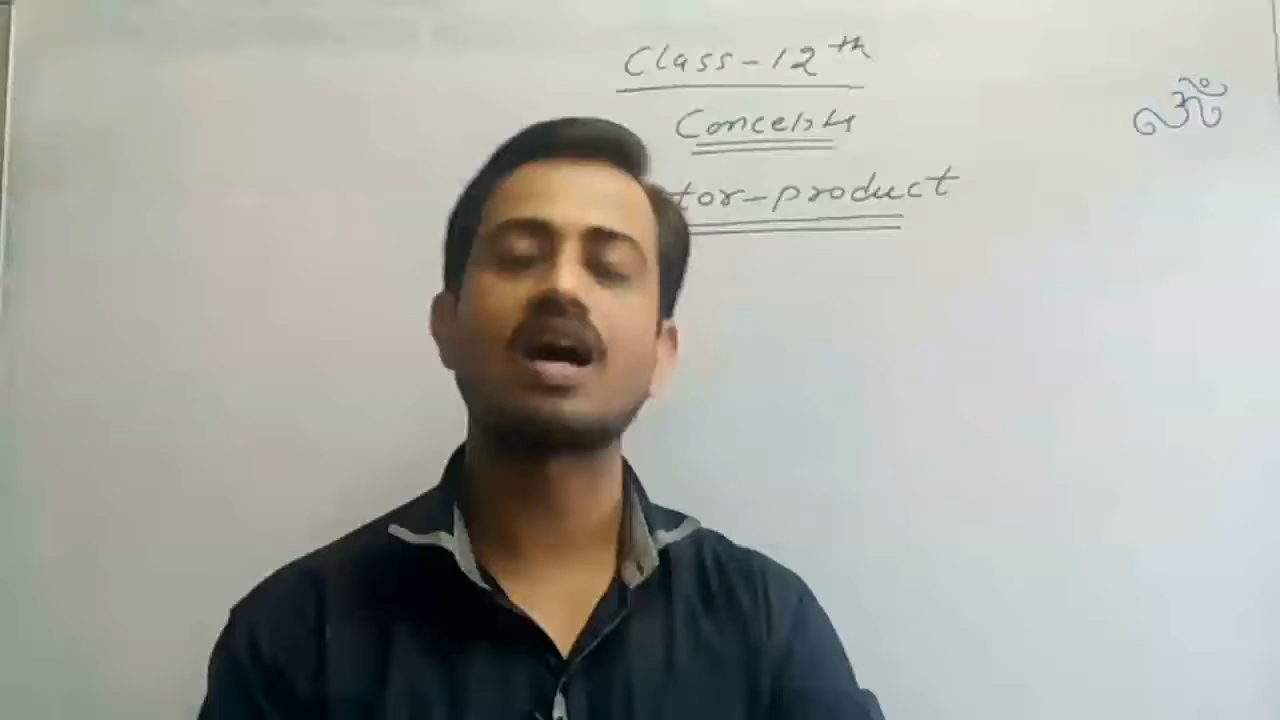 Class-12th
Concepts
tor-product
ॐ